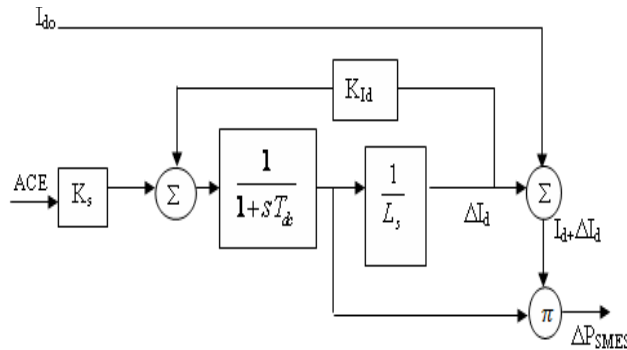 I_do
K_Id
ACE
K_s
Σ
1
1+sT_dc
1
L_s
ΔI_d
Σ
I_d+ΔI_d
π
ΔP_SMES